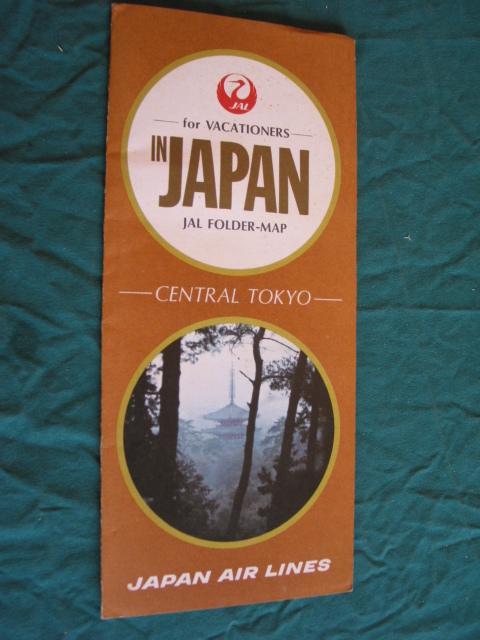 JAL
for VACATIONERS
IN JAPAN
JAL FOLDER-MAP
CENTRAL TOKYO
JAPAN AIR LINES